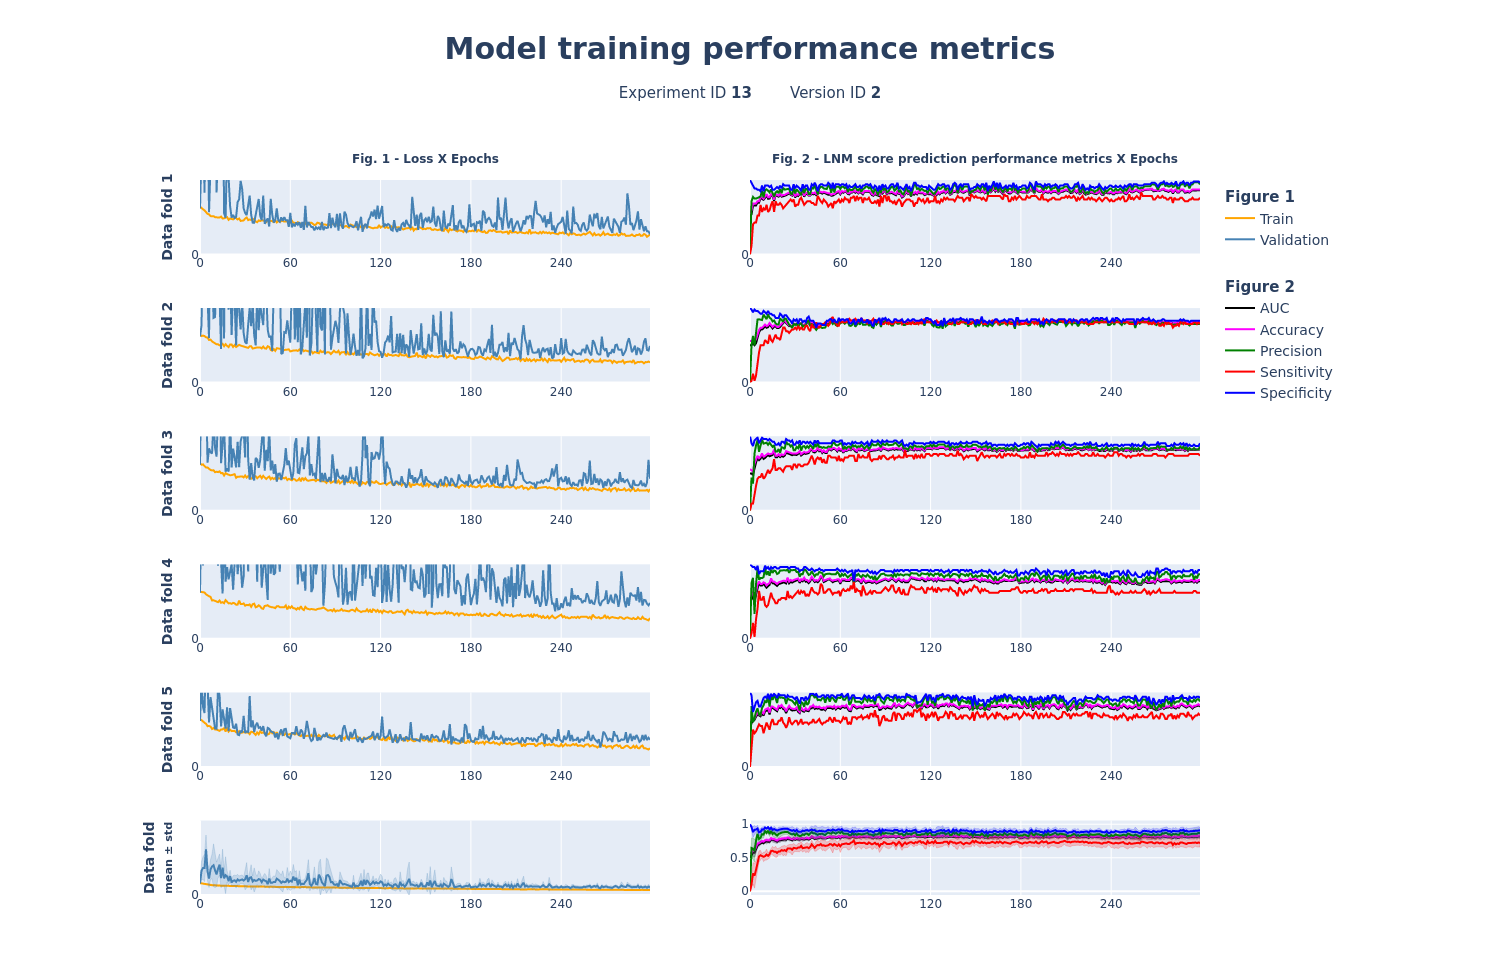 Model training performance metrics
Experiment ID 13 Version ID 2
Fig. 1 - Loss X Epochs
Fig. 2 - LNM score prediction performance metrics X Epochs
Data fold 1
0
0 60 120 180 240
0
0 60 120 180 240
Data fold 2
0
0 60 120 180 240
0
0 60 120 180 240
Data fold 3
0
0 60 120 180 240
0
0 60 120 180 240
Data fold 4
0
0 60 120 180 240
0
0 60 120 180 240
Data fold 5
0
0 60 120 180 240
0
0 60 120 180 240
Data fold
mean ± std
0
0 60 120 180 240
1
0.5
0
0 60 120 180 240
Figure 1
Train
Validation
Figure 2
AUC
Accuracy
Precision
Sensitivity
Specificity